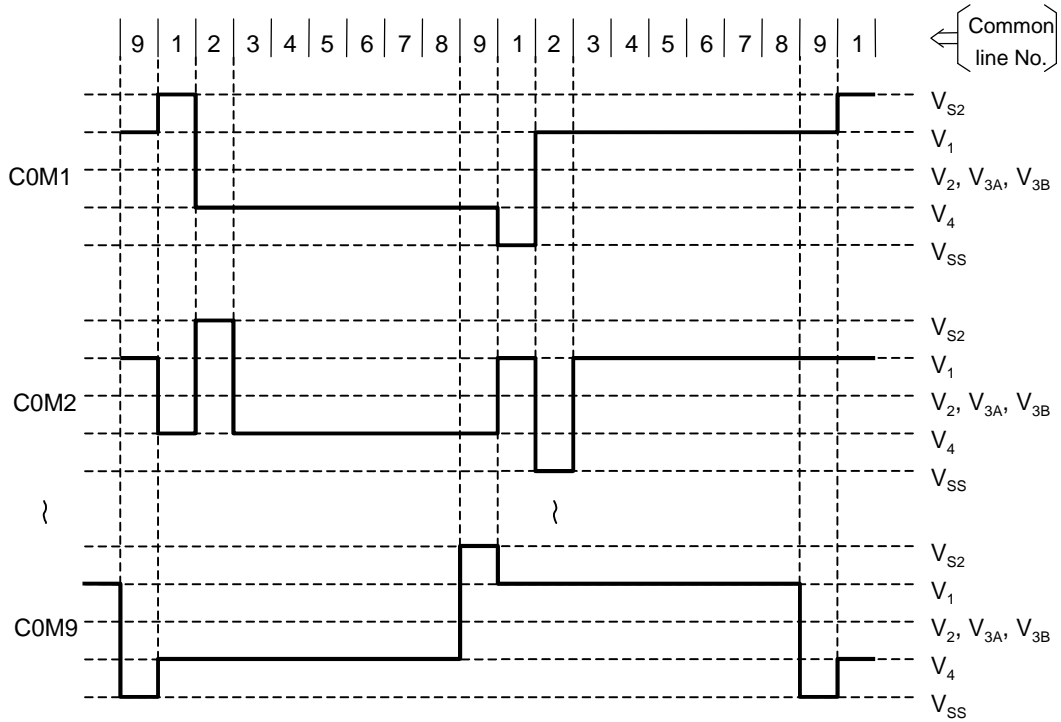 9 1 2 3 4 5 6 7 8 9 1 2 3 4 5 6 7 8 9 1
Common
line No.
V_S2
V_1
C0M1
V_2, V_3A, V_3B
V_4
V_SS
V_S2
V_1
C0M2
V_2, V_3A, V_3B
V_4
V_SS
V_S2
V_1
C0M9
V_2, V_3A, V_3B
V_4
V_SS